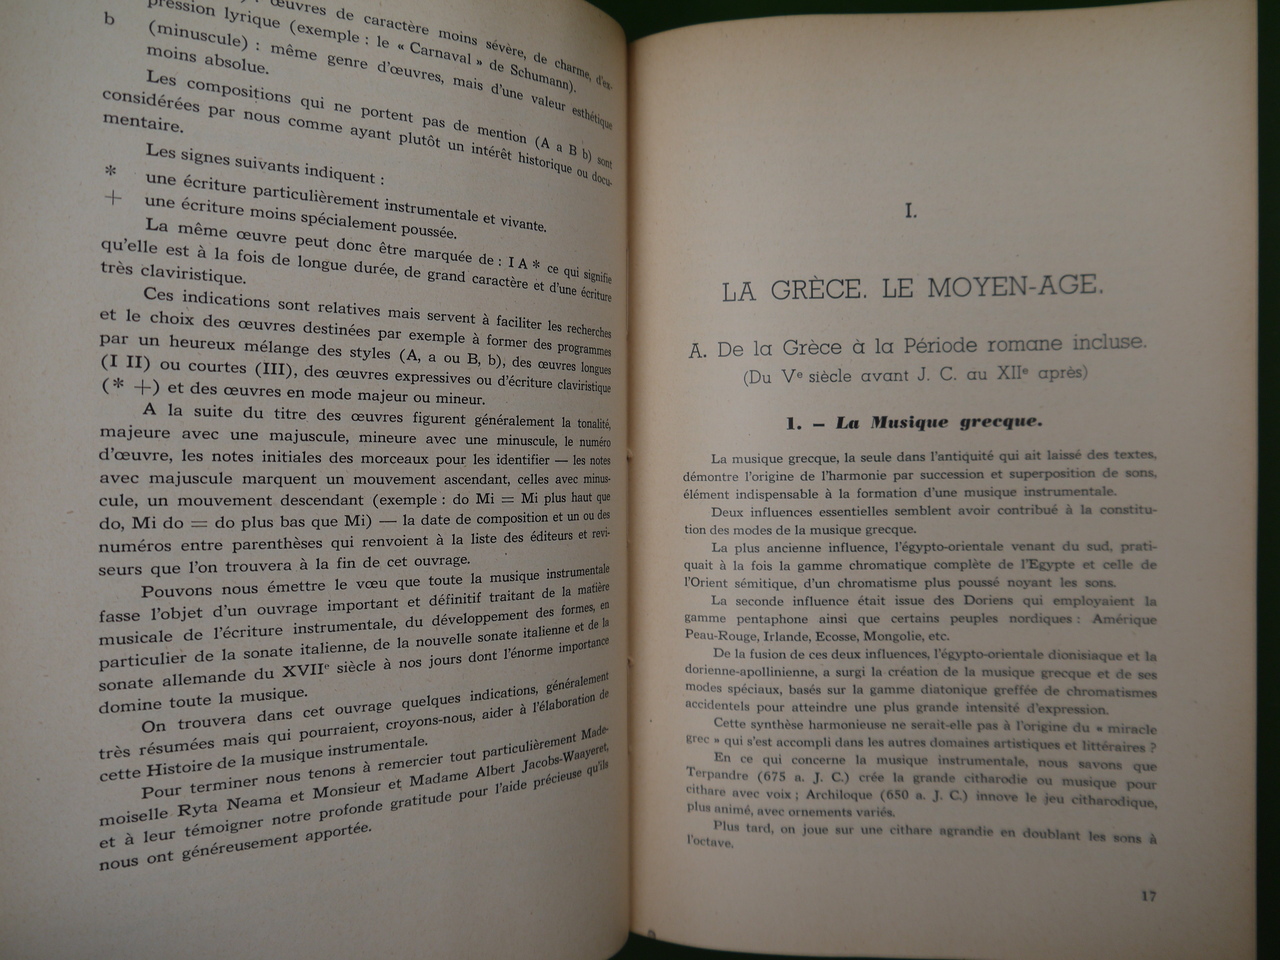 œuvres de caractère moins sévère, de charme, d'ex-
pression lyrique (exemple : le « Carnaval » de Schumann).
b (minuscule) : même genre d'œuvres, mais d'une valeur esthétique
moins absolue.
Les compositions qui ne portent pas de mention (A a B b) sont
considérées par nous comme ayant plutôt un intérêt historique ou docu-
mentaire.
Les signes suivants indiquent :
* une écriture particulièrement instrumentale et vivante.
+ une écriture moins spécialement poussée.
La même œuvre peut donc être marquée de : I A * ce qui signifie
qu'elle est à la fois de longue durée, de grand caractère et d'une écriture
très claviristique.
Ces indications sont relatives mais servent à faciliter les recherches
et le choix des œuvres destinées par exemple à former des programmes
par un heureux mélange des styles (A, a ou B, b), des œuvres longues
(I II) ou courtes (III), des œuvres expressives ou d'écriture claviristique
(* +) et des œuvres en mode majeur ou mineur.
A la suite du titre des œuvres figurent généralement la tonalité,
majeure avec une majuscule, mineure avec une minuscule, le numéro
d'œuvre, les notes initiales des morceaux pour les identifier — les notes
avec majuscule marquent un mouvement ascendant, celles avec minus-
cule, un mouvement descendant (exemple : do Mi = Mi plus haut que
do, Mi do = do plus bas que Mi) — la date de composition et un ou des
numéros entre parenthèses qui renvoient à la liste des éditeurs et revi-
seurs que l'on trouvera à la fin de cet ouvrage.
Pouvons nous émettre le vœu que toute la musique instrumentale
fasse l'objet d'un ouvrage important et définitif traitant de la matière
musicale de l'écriture instrumentale, du développement des formes, en
particulier de la sonate italienne, de la nouvelle sonate italienne et de la
sonate allemande du XVIIe siècle à nos jours dont l'énorme importance
domine toute la musique.
On trouvera dans cet ouvrage quelques indications, généralement
très résumées mais qui pourraient, croyons-nous, aider à l'élaboration de
cette Histoire de la musique instrumentale.
Pour terminer nous tenons à remercier tout particulièrement Made-
moiselle Ryta Neama et Monsieur et Madame Albert Jacobs-Waayeret,
et à leur témoigner notre profonde gratitude pour l'aide précieuse qu'ils
nous ont généreusement apportée.
I.
LA GRÈCE. LE MOYEN-AGE.
A. De la Grèce à la Période romane incluse.
(Du Ve siècle avant J. C. au XIIe après)
1. – La Musique grecque.
La musique grecque, la seule dans l'antiquité qui ait laissé des textes,
démontre l'origine de l'harmonie par succession et superposition de sons,
élément indispensable à la formation d'une musique instrumentale.
Deux influences essentielles semblent avoir contribué à la constitu-
tion des modes de la musique grecque.
La plus ancienne influence, l'égypto-orientale venant du sud, prati-
quait à la fois la gamme chromatique complète de l'Egypte et celle de
l'Orient sémitique, d'un chromatisme plus poussé noyant les sons.
La seconde influence était issue des Doriens qui employaient la
gamme pentaphone ainsi que certains peuples nordiques : Amérique
Peau-Rouge, Irlande, Ecosse, Mongolie, etc.
De la fusion de ces deux influences, l'égypto-orientale dionisiaque et la
dorienne-apollinienne, a surgi la création de la musique grecque et de ses
modes spéciaux, basés sur la gamme diatonique greffée de chromatismes
accidentels pour atteindre une plus grande intensité d'expression.
Cette synthèse harmonieuse ne serait-elle pas à l'origine du « miracle
grec » qui s'est accompli dans les autres domaines artistiques et littéraires ?
En ce qui concerne la musique instrumentale, nous savons que
Terpandre (675 a. J. C.) crée la grande citharodie ou musique pour
cithare avec voix ; Archiloque (650 a. J. C.) innove le jeu citharodique,
plus animé, avec ornements variés.
Plus tard, on joue sur une cithare agrandie en doublant les sons à
l'octave.
17